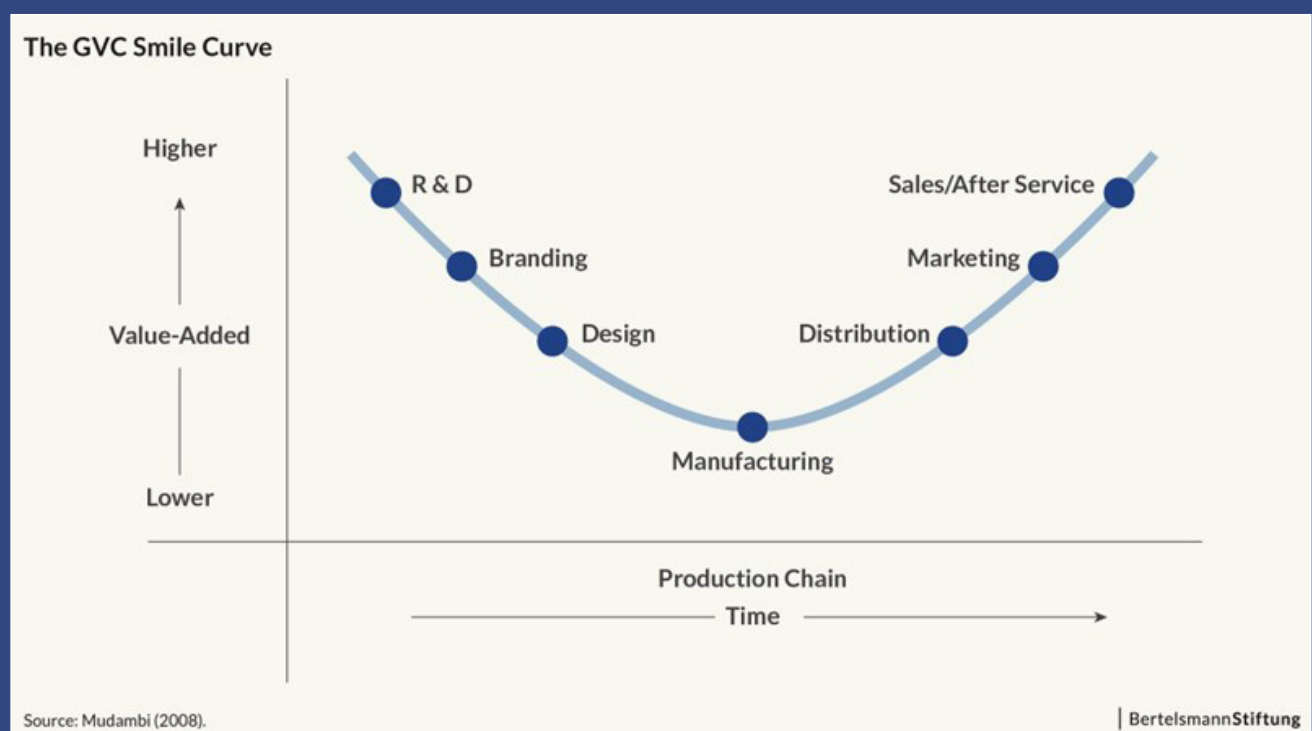 The GVC Smile Curve
Higher
R & D
Sales/After Service
Branding
Marketing
Value-Added
Design
Distribution
Manufacturing
Lower
Production Chain
Time
Source: Mudambi (2008).
BertelsmannStiftung